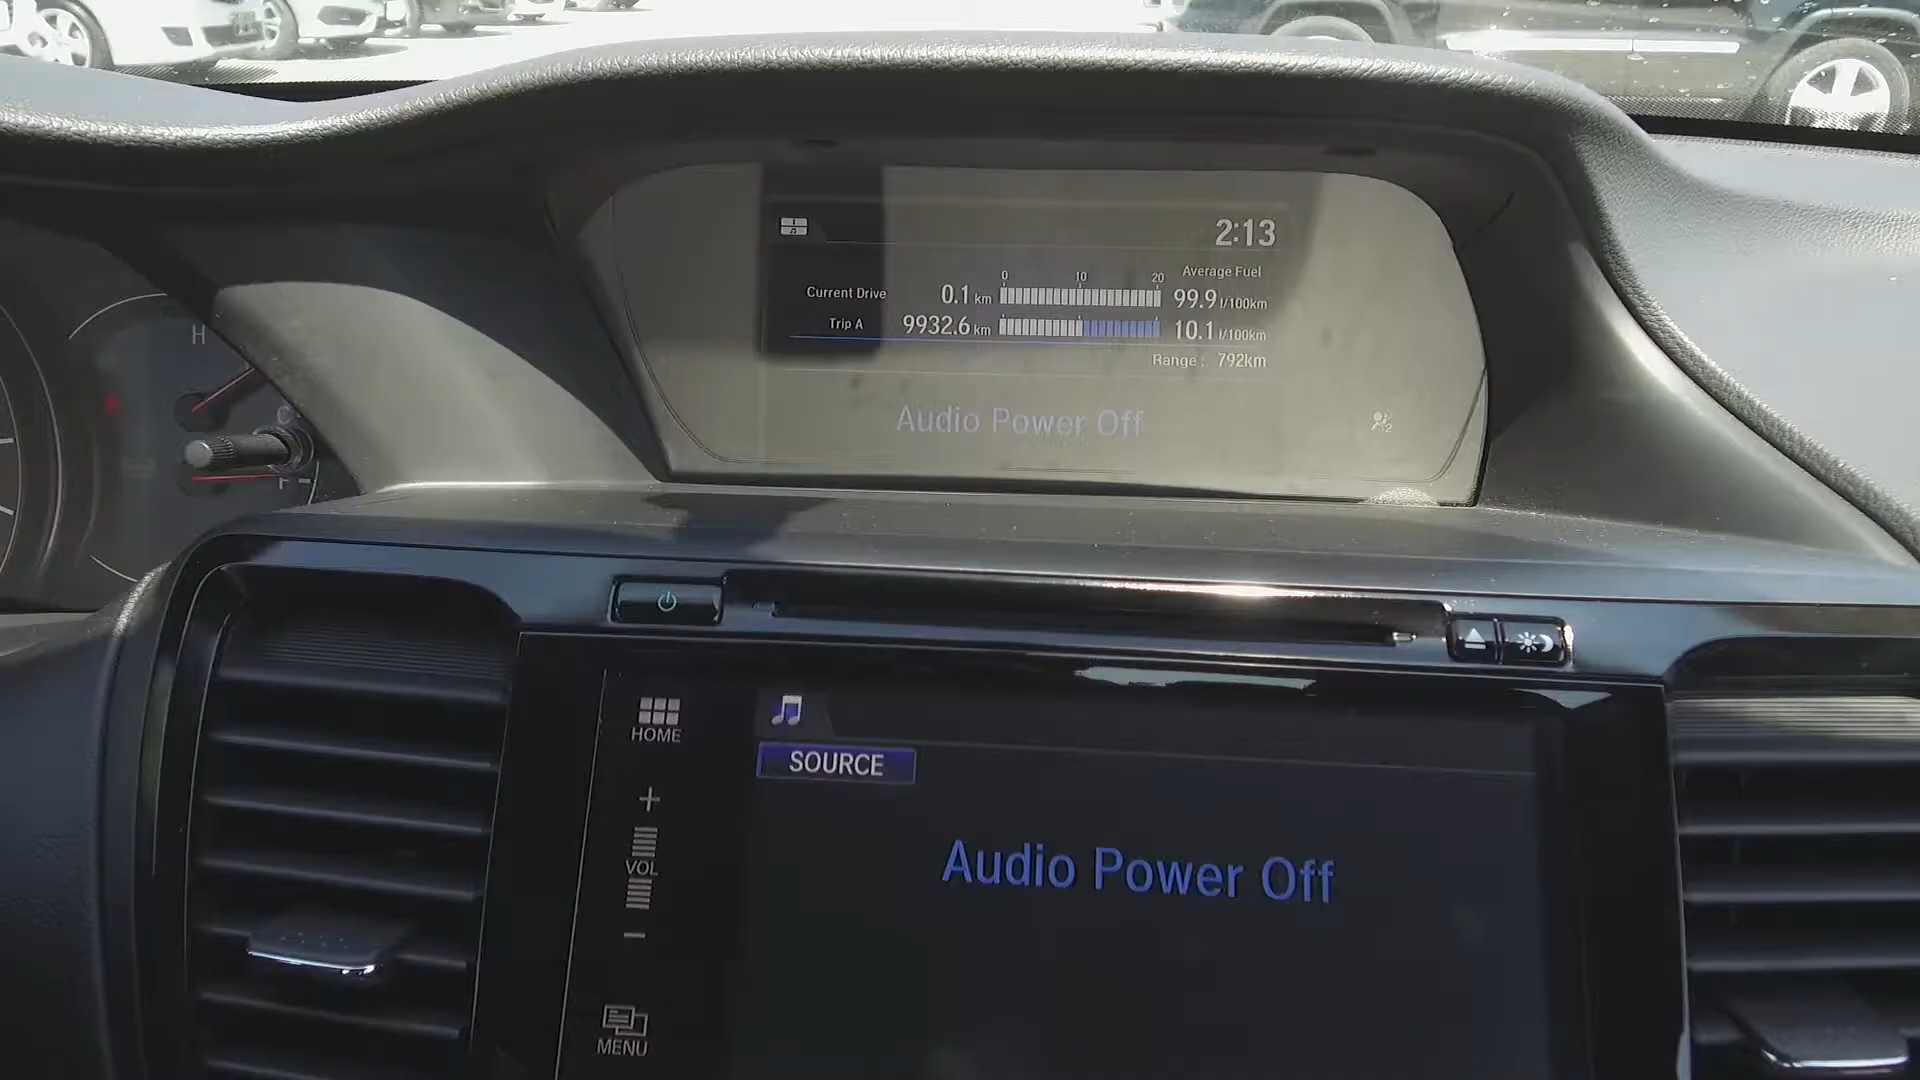 2:13
0 10 20 Average Fuel
Current Drive 0.1 km 99.9 l/100km
Trip A 9932.6 km 10.1 l/100km
Range : 792km
Audio Power Off
H
C
F
HOME
SOURCE
+
VOL
Audio Power Off
−
MENU